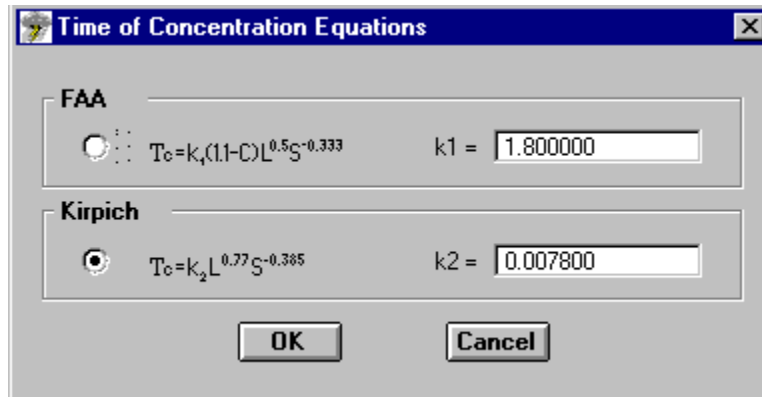 Time of Concentration Equations
FAA
Tc=k₁(1.1-C)L⁰·⁵S⁻⁰·³³³ k1 = 1.800000
Kirpich
Tc=k₂L⁰·⁷⁷S⁻⁰·³⁸⁵ k2 = 0.007800
OK Cancel